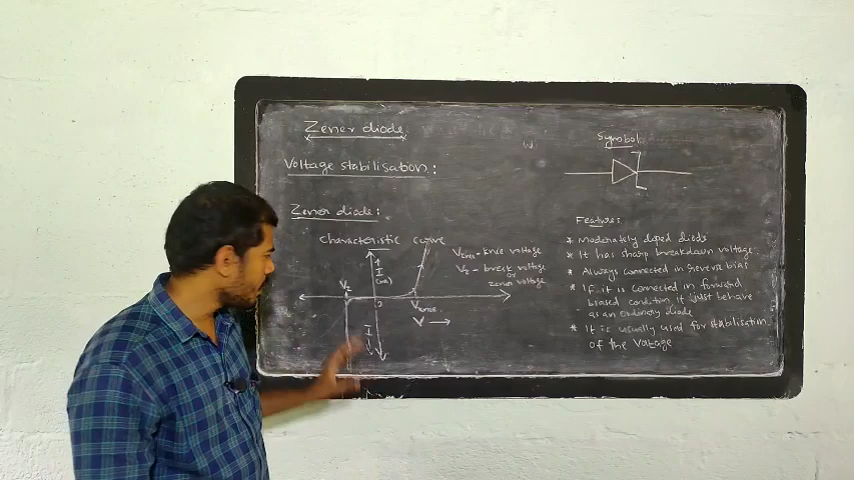 Zener diode
Voltage stabilisation:
Zener diode:
Characteristic curve
I
(mA)
Vz
0
Vknee
V →
I
Vknee - knee voltage
Vz - break or
zener voltage
Symbol
Features
* Moderately doped diode
* It has sharp breakdown voltage
* Always connected in reverse bias
* If it is connected in forward
biased condition it just behave
as an ordinary diode
* It is usually used for stabilisation
of the voltage